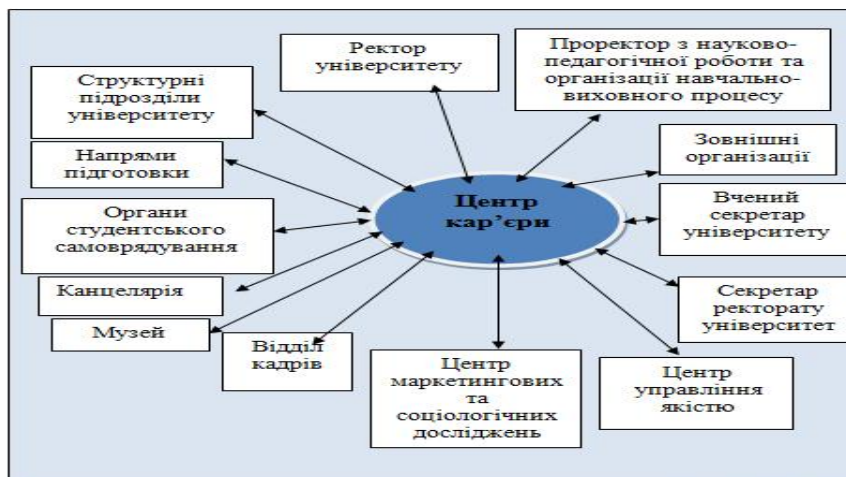 Ректор
університету
Проректор з науково-
педагогічної роботи та
організації навчально-
виховного процесу
Структурні
підрозділи
університету
Зовнішні
організації
Напрями
підготовки
Центр
кар’єри
Вчений
секретар
університету
Органи
студентського
самоврядування
Канцелярія
Секретар
ректорату
університет
Музей
Відділ
кадрів
Центр
маркетингових
та
соціологічних
досліджень
Центр
управління
якістю